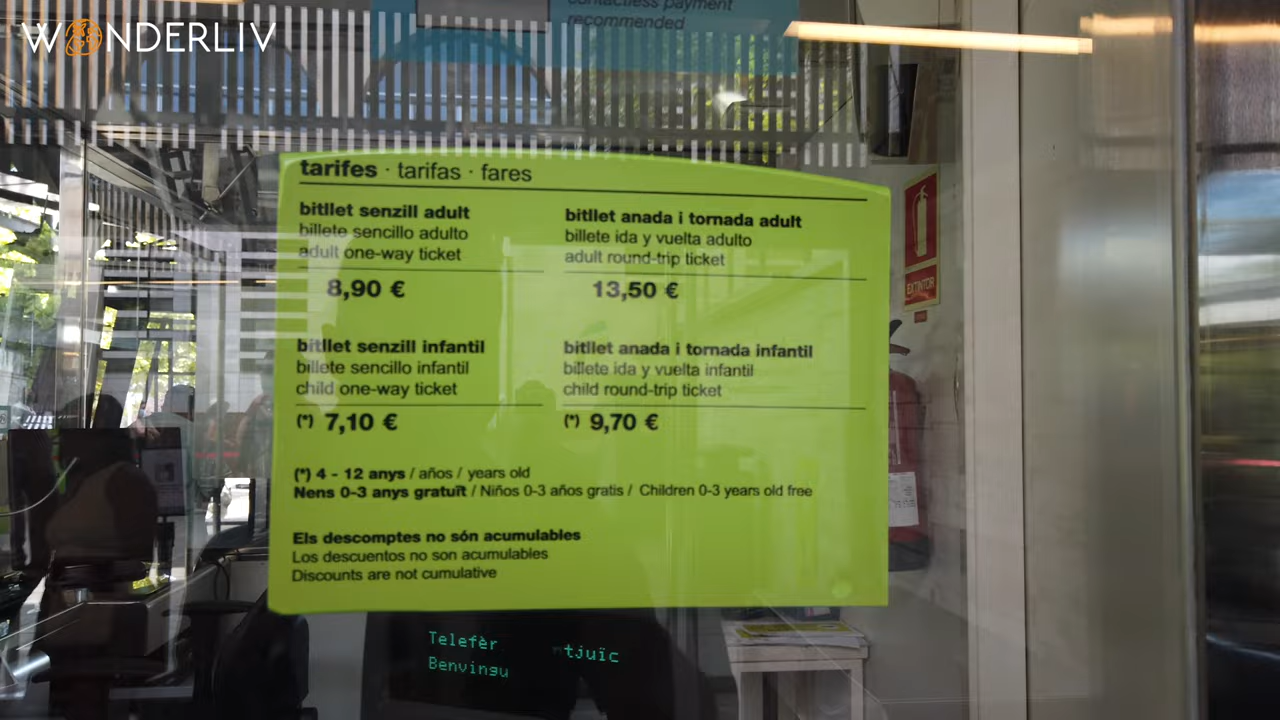 WONDERLIV
contactless payment
recommended
tarifes · tarifas · fares
bitllet senzill adult
billete sencillo adulto
adult one-way ticket
8,90 €
bitllet anada i tornada adult
billete ida y vuelta adulto
adult round-trip ticket
13,50 €
bitllet senzill infantil
billete sencillo infantil
child one-way ticket
(*) 7,10 €
bitllet anada i tornada infantil
billete ida y vuelta infantil
child round-trip ticket
(*) 9,70 €
(*) 4 - 12 anys / años / years old
Nens 0-3 anys gratuït / Niños 0-3 años gratis / Children 0-3 years old free
Els descomptes no són acumulables
Los descuentos no son acumulables
Discounts are not cumulative
EXTINTOR
Telefèr ntjuïc
Benvingu